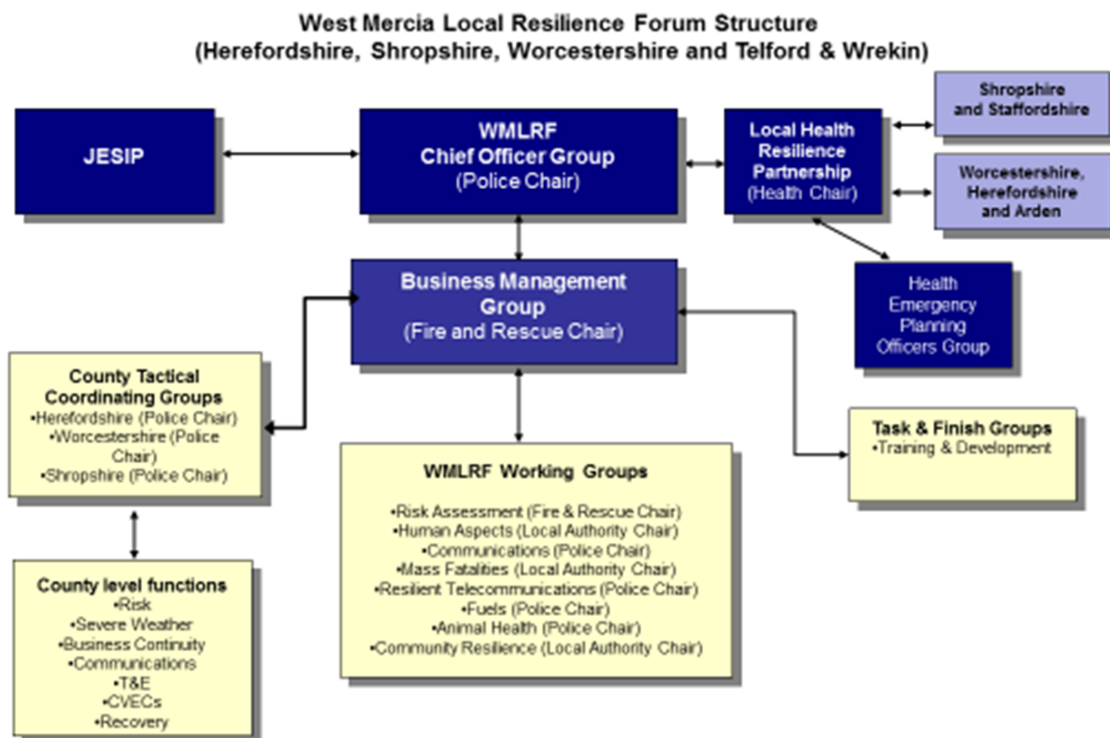 West Mercia Local Resilience Forum Structure
(Herefordshire, Shropshire, Worcestershire and Telford & Wrekin)
JESIP
WMLRF
Chief Officer Group
(Police Chair)
Local Health
Resilience
Partnership
(Health Chair)
Shropshire
and Staffordshire
Worcestershire,
Herefordshire
and Arden
Business Management
Group
(Fire and Rescue Chair)
Health
Emergency
Planning
Officers Group
County Tactical
Coordinating Groups
•Herefordshire (Police Chair)
•Worcestershire (Police
Chair)
•Shropshire (Police Chair)
Task & Finish Groups
•Training & Development
WMLRF Working Groups
•Risk Assessment (Fire & Rescue Chair)
•Human Aspects (Local Authority Chair)
•Communications (Police Chair)
•Mass Fatalities (Local Authority Chair)
•Resilient Telecommunications (Police Chair)
•Fuels (Police Chair)
•Animal Health (Police Chair)
•Community Resilience (Local Authority Chair)
County level functions
•Risk
•Severe Weather
•Business Continuity
•Communications
•T&E
•CVECs
•Recovery